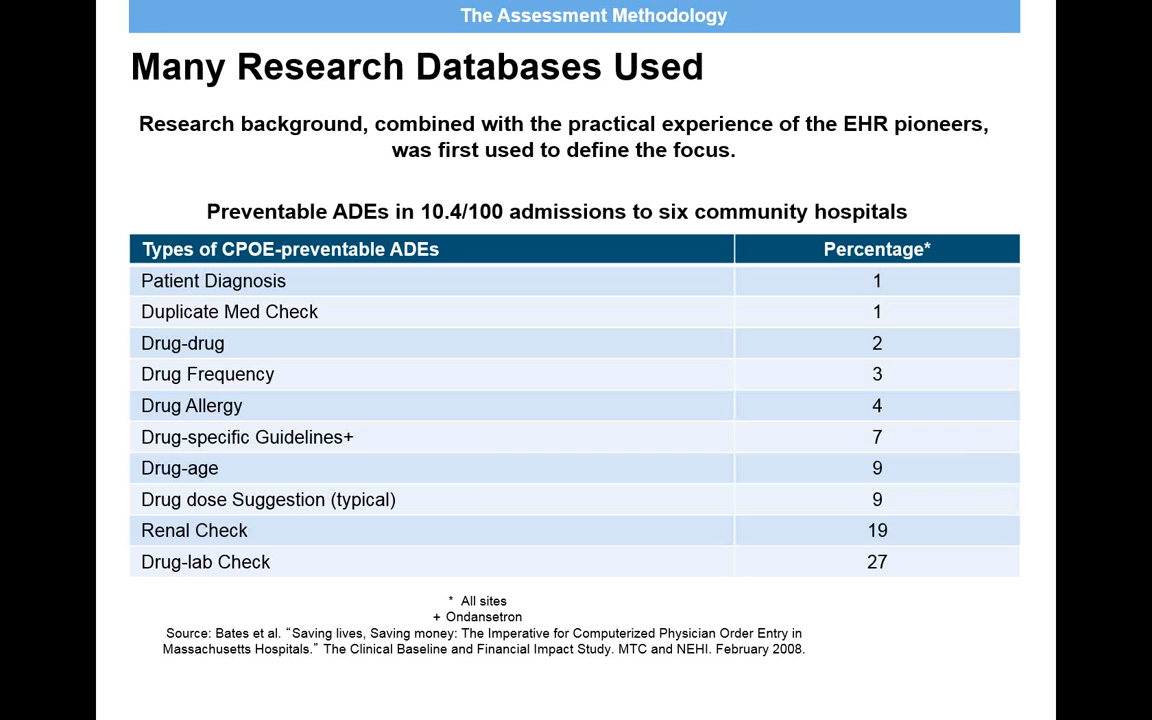 The Assessment Methodology
Many Research Databases Used
Research background, combined with the practical experience of the EHR pioneers,
was first used to define the focus.
Preventable ADEs in 10.4/100 admissions to six community hospitals
Types of CPOE-preventable ADEs Percentage*
Patient Diagnosis 1
Duplicate Med Check 1
Drug-drug 2
Drug Frequency 3
Drug Allergy 4
Drug-specific Guidelines+ 7
Drug-age 9
Drug dose Suggestion (typical) 9
Renal Check 19
Drug-lab Check 27
* All sites
+ Ondansetron
Source: Bates et al. “Saving lives, Saving money: The Imperative for Computerized Physician Order Entry in
Massachusetts Hospitals.” The Clinical Baseline and Financial Impact Study. MTC and NEHI. February 2008.